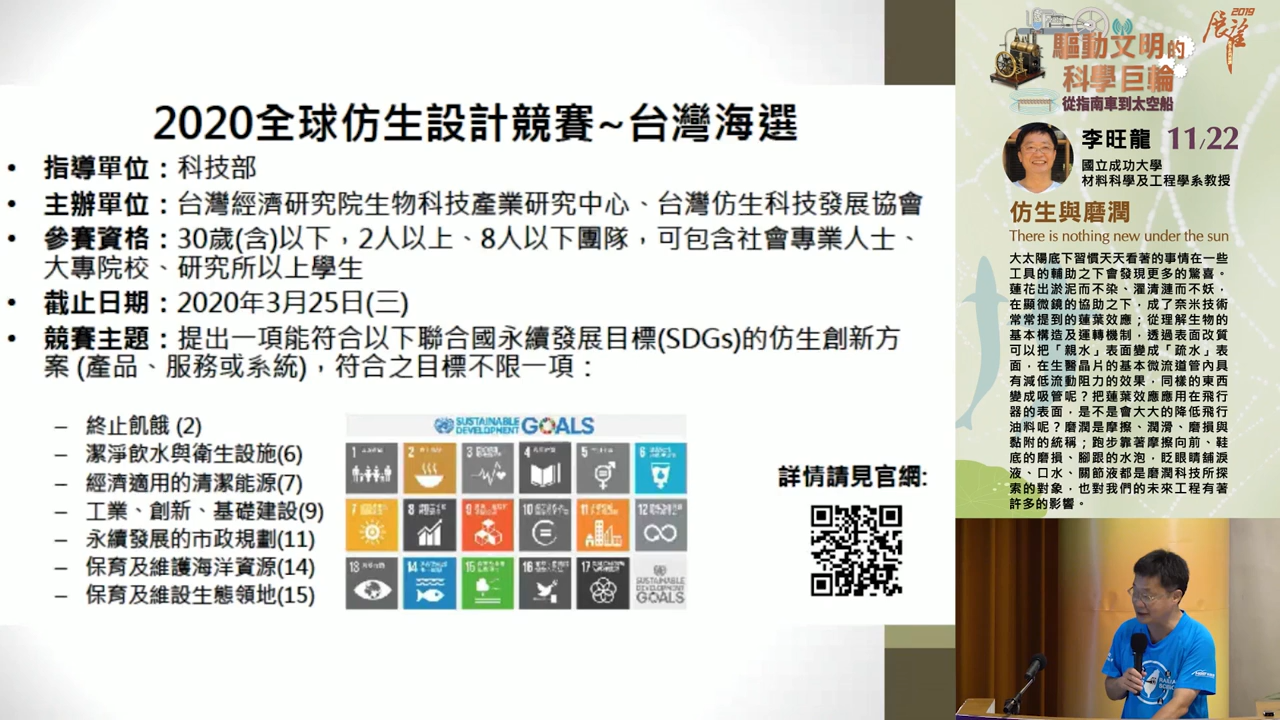 2020全球仿生設計競賽~台灣海選
• 指導單位：科技部
• 主辦單位：台灣經濟研究院生物科技產業研究中心、台灣仿生科技發展協會
• 參賽資格：30歲(含)以下，2人以上、8人以下團隊，可包含社會專業人士、
大專院校、研究所以上學生
• 截止日期：2020年3月25日(三)
• 競賽主題：提出一項能符合以下聯合國永續發展目標(SDGs)的仿生創新方
案 (產品、服務或系統)，符合之目標不限一項：
– 終止飢餓 (2)
– 潔淨飲水與衛生設施(6)
– 經濟適用的清潔能源(7)
– 工業、創新、基礎建設(9)
– 永續發展的市政規劃(11)
– 保育及維護海洋資源(14)
– 保育及維設生態領地(15)
SUSTAINABLE DEVELOPMENT GOALS
1 2 3 4 5 6
7 8 9 10 11 12
13 14 15 16 17
SUSTAINABLE
DEVELOPMENT
GOALS
詳情請見官網:
2019
展望
驅動文明的
科學巨輪
從指南車到太空船
李旺龍 11/22
國立成功大學
材料科學及工程學系教授
仿生與磨潤
There is nothing new under the sun
大太陽底下習慣天天看著的事情在一些
工具的輔助之下會發現更多的驚喜。
蓮花出淤泥而不染、濯清漣而不妖，
在顯微鏡的協助之下，成了奈米技術
常常提到的蓮葉效應；從理解生物的
基本構造及運轉機制，透過表面改質
可以把「親水」表面變成「疏水」表
面，在生醫晶片的基本微流道管內具
有減低流動阻力的效果，同樣的東西
變成吸管呢？把蓮葉效應應用在飛行
器的表面，是不是會大大的降低飛行
油料呢？磨潤是摩擦、潤滑、磨損與
黏附的統稱；跑步靠著摩擦向前、鞋
底的磨損、腳跟的水泡，眨眼睛鋪淚
液、口水、關節液都是磨潤科技所探
索的對象，也對我們的未來工程有著
許多的影響。